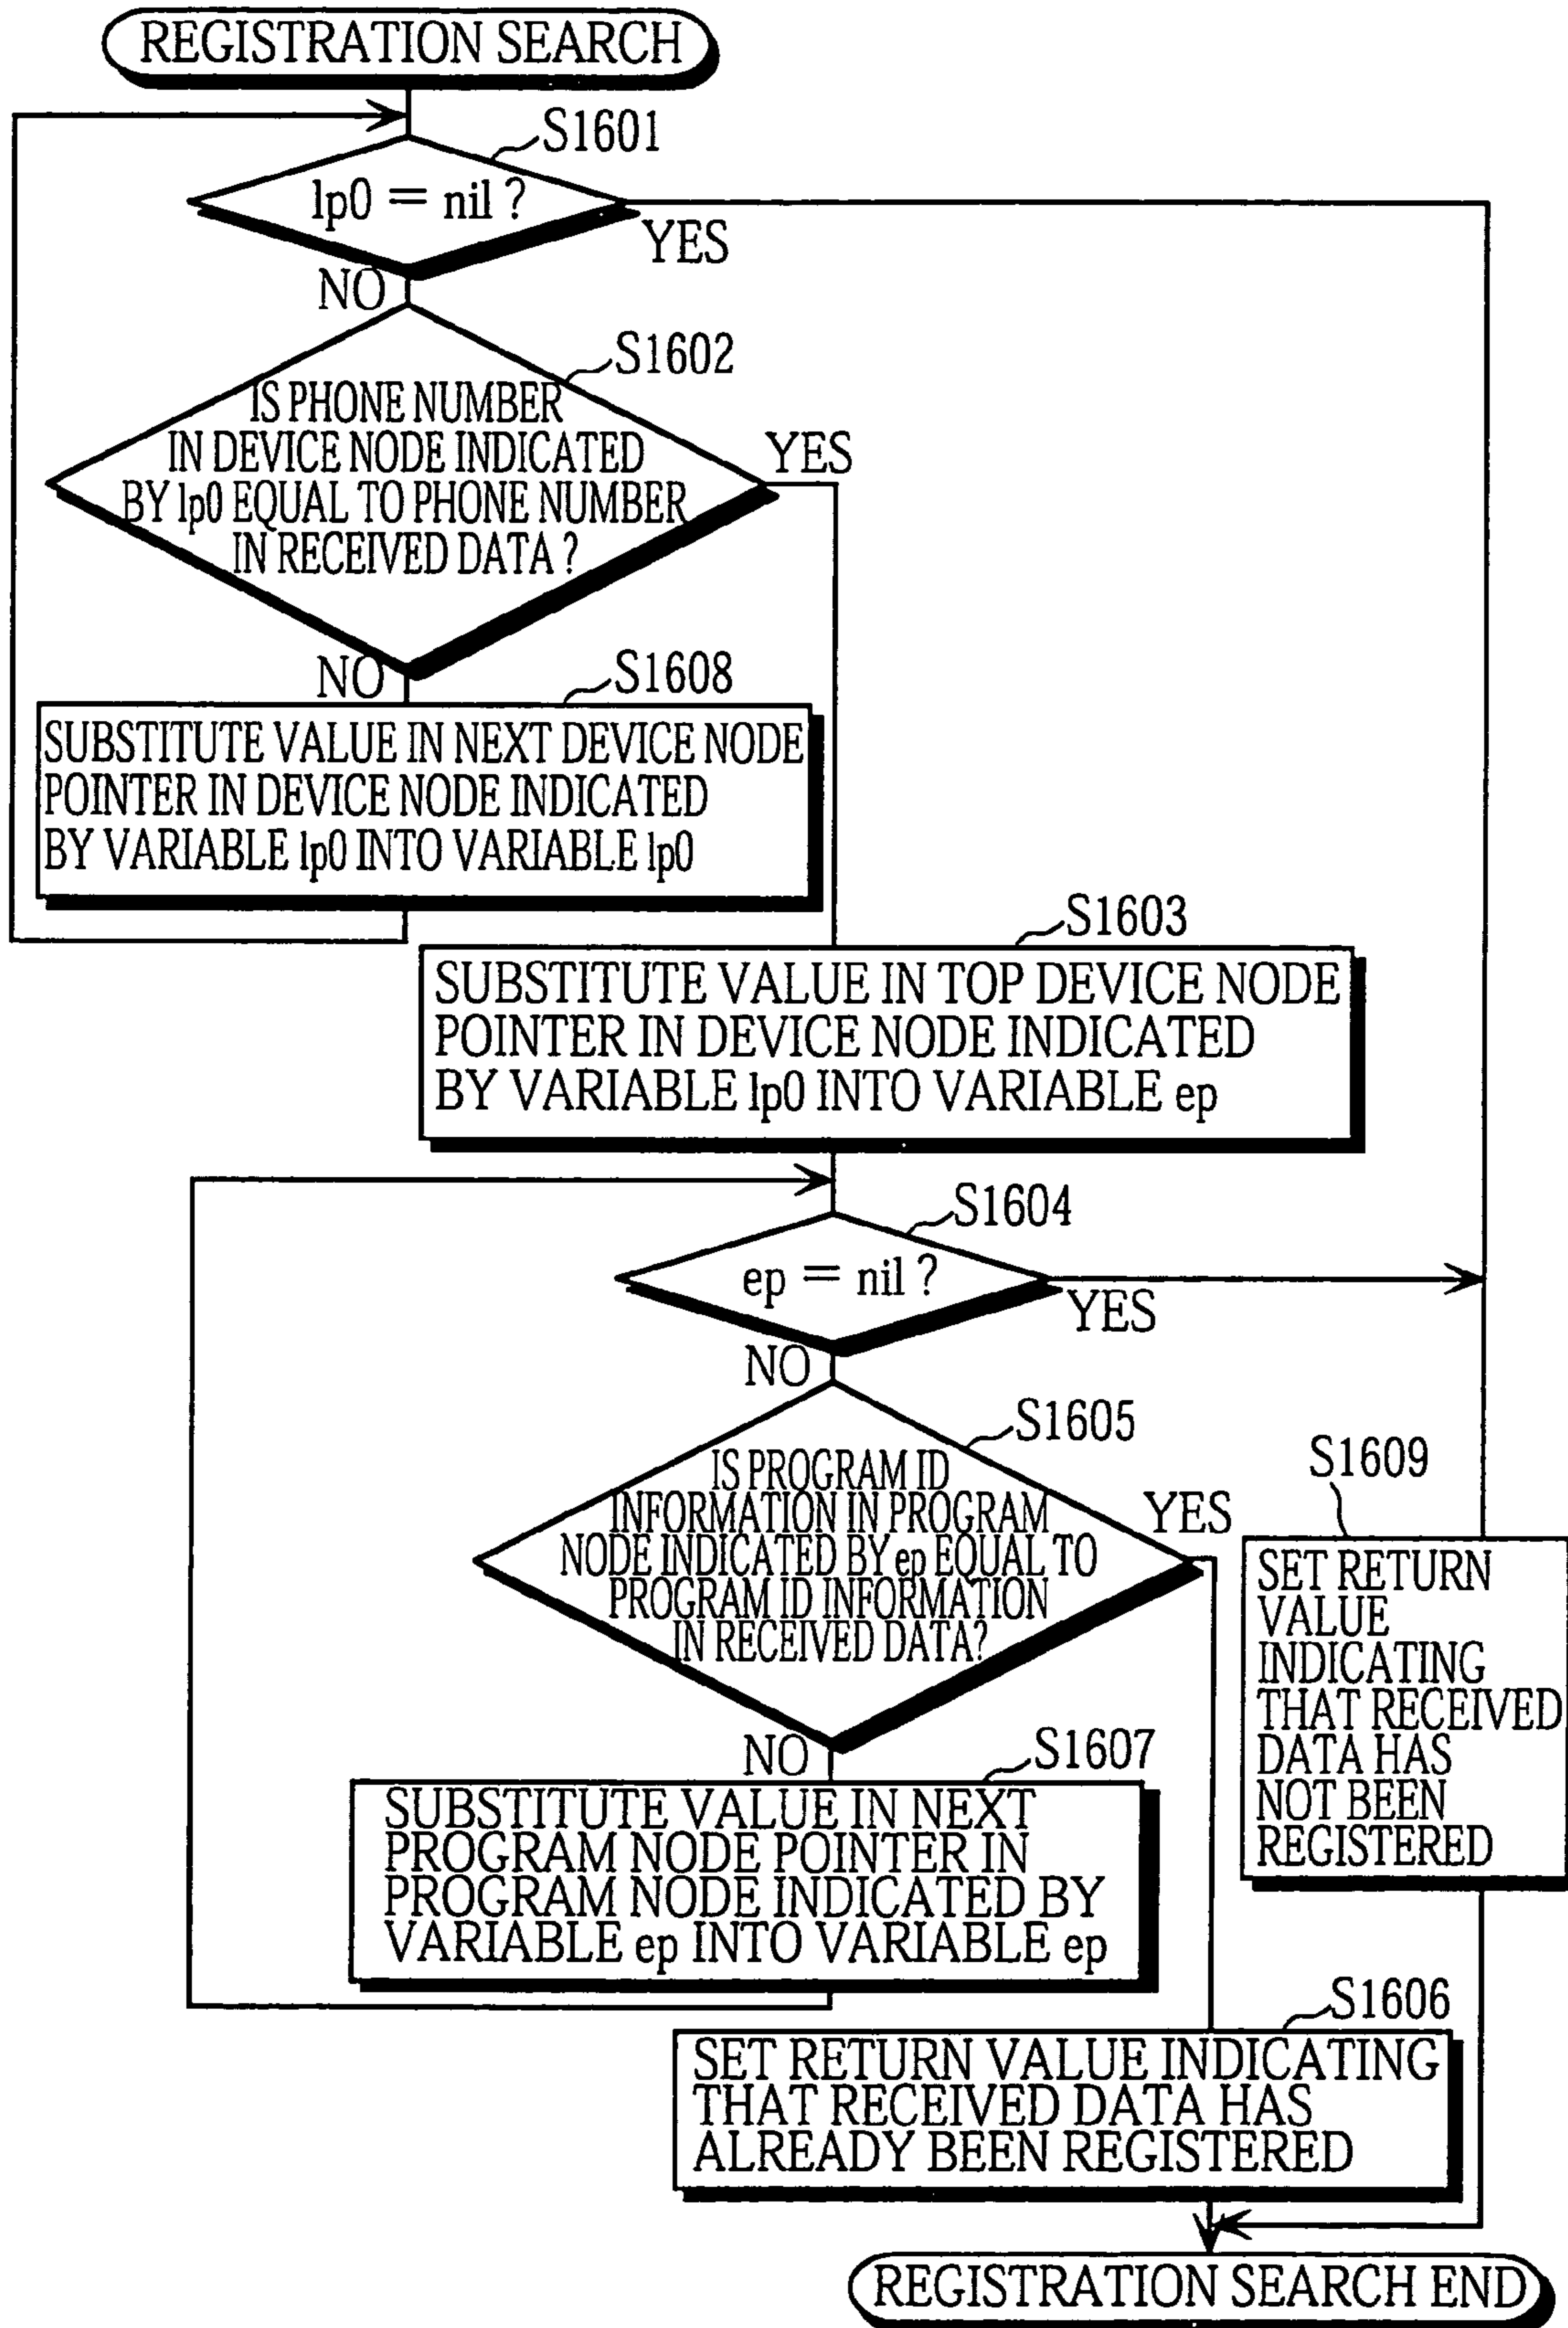 REGISTRATION SEARCH
S1601
lp0 = nil ?
YES
NO
S1602
IS PHONE NUMBER
IN DEVICE NODE INDICATED
BY lp0 EQUAL TO PHONE NUMBER
IN RECEIVED DATA ?
YES
NO
S1608
SUBSTITUTE VALUE IN NEXT DEVICE NODE
POINTER IN DEVICE NODE INDICATED
BY VARIABLE lp0 INTO VARIABLE lp0
S1603
SUBSTITUTE VALUE IN TOP DEVICE NODE
POINTER IN DEVICE NODE INDICATED
BY VARIABLE lp0 INTO VARIABLE ep
S1604
ep = nil ?
YES
NO
S1605
IS PROGRAM ID
INFORMATION IN PROGRAM
NODE INDICATED BY ep EQUAL TO
PROGRAM ID INFORMATION
IN RECEIVED DATA?
YES
NO
S1609
SET RETURN
VALUE
INDICATING
THAT RECEIVED
DATA HAS
NOT BEEN
REGISTERED
S1607
SUBSTITUTE VALUE IN NEXT
PROGRAM NODE POINTER IN
PROGRAM NODE INDICATED BY
VARIABLE ep INTO VARIABLE ep
S1606
SET RETURN VALUE INDICATING
THAT RECEIVED DATA HAS
ALREADY BEEN REGISTERED
REGISTRATION SEARCH END